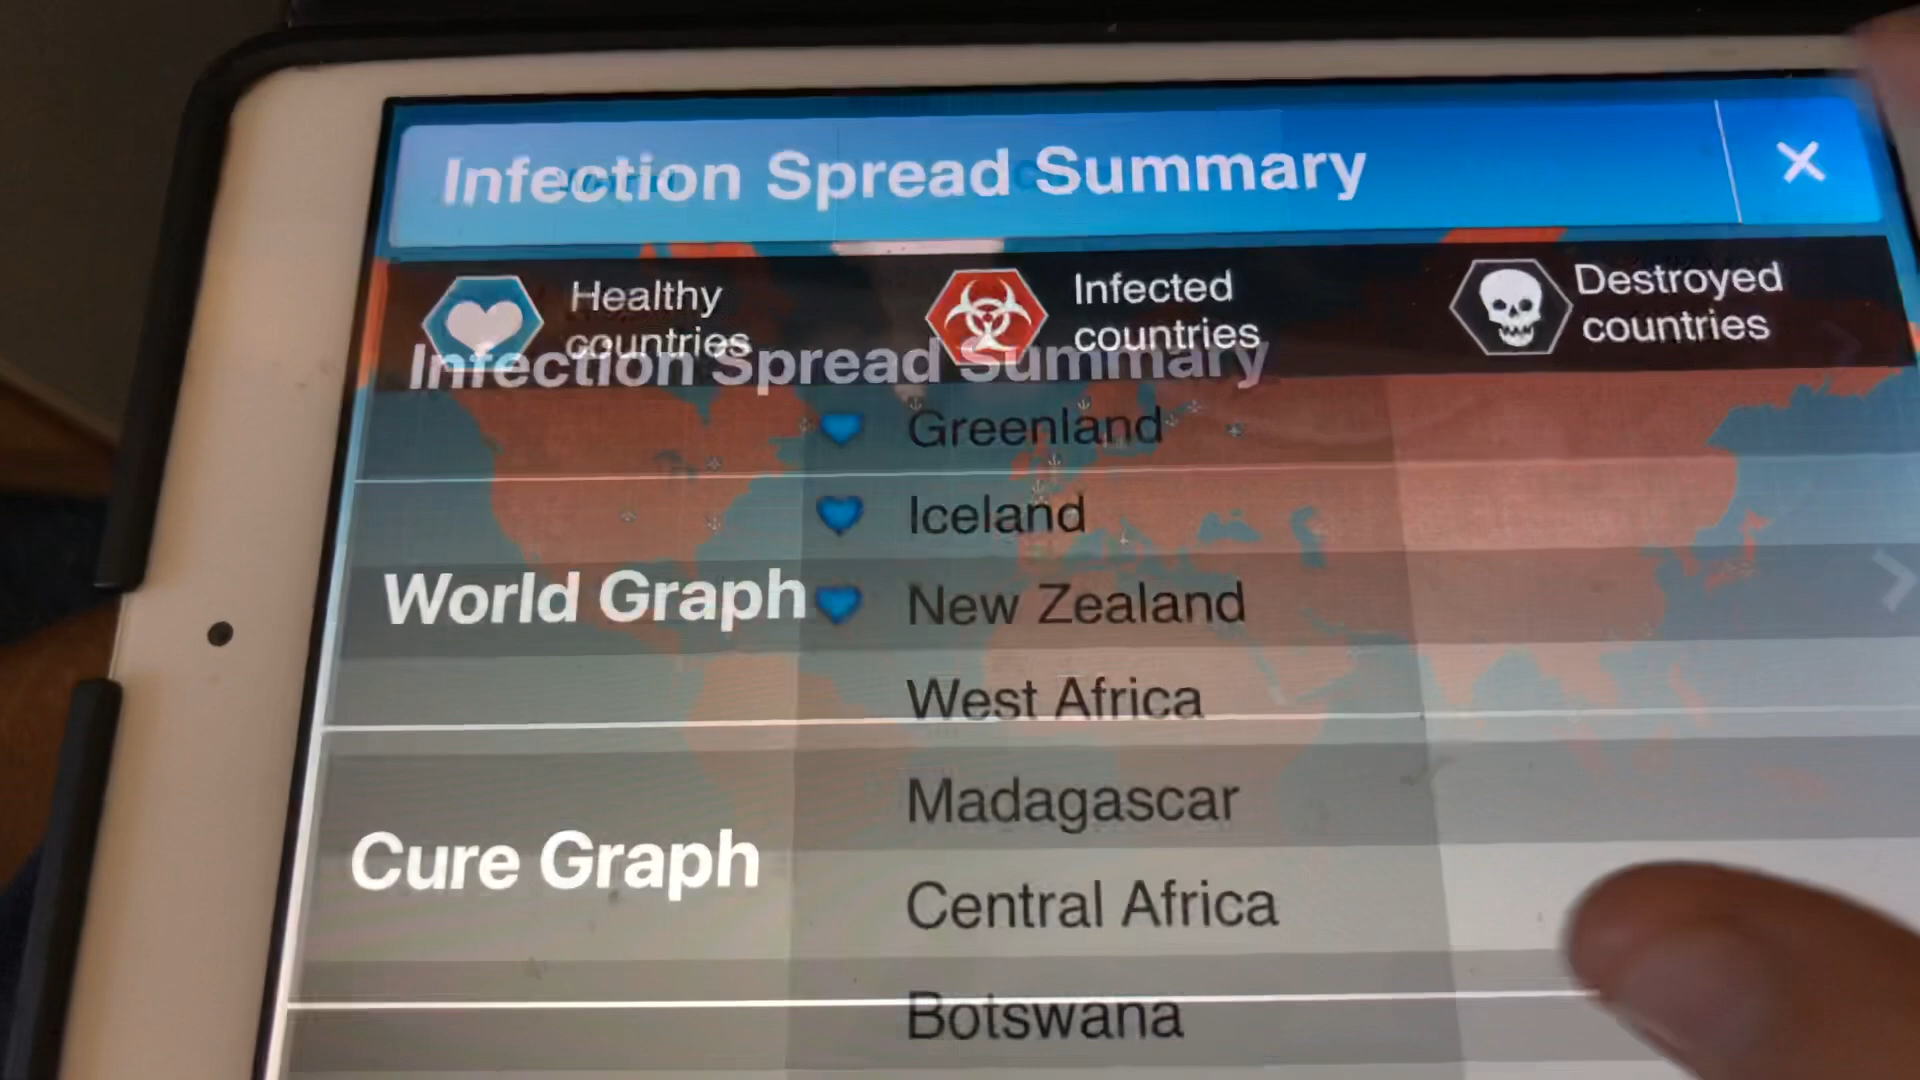 Infection Spread Summary
Healthy
countries
Infected
countries
Destroyed
countries
Infection Spread Summary
Greenland
Iceland
World Graph
New Zealand
West Africa
Madagascar
Cure Graph
Central Africa
Botswana